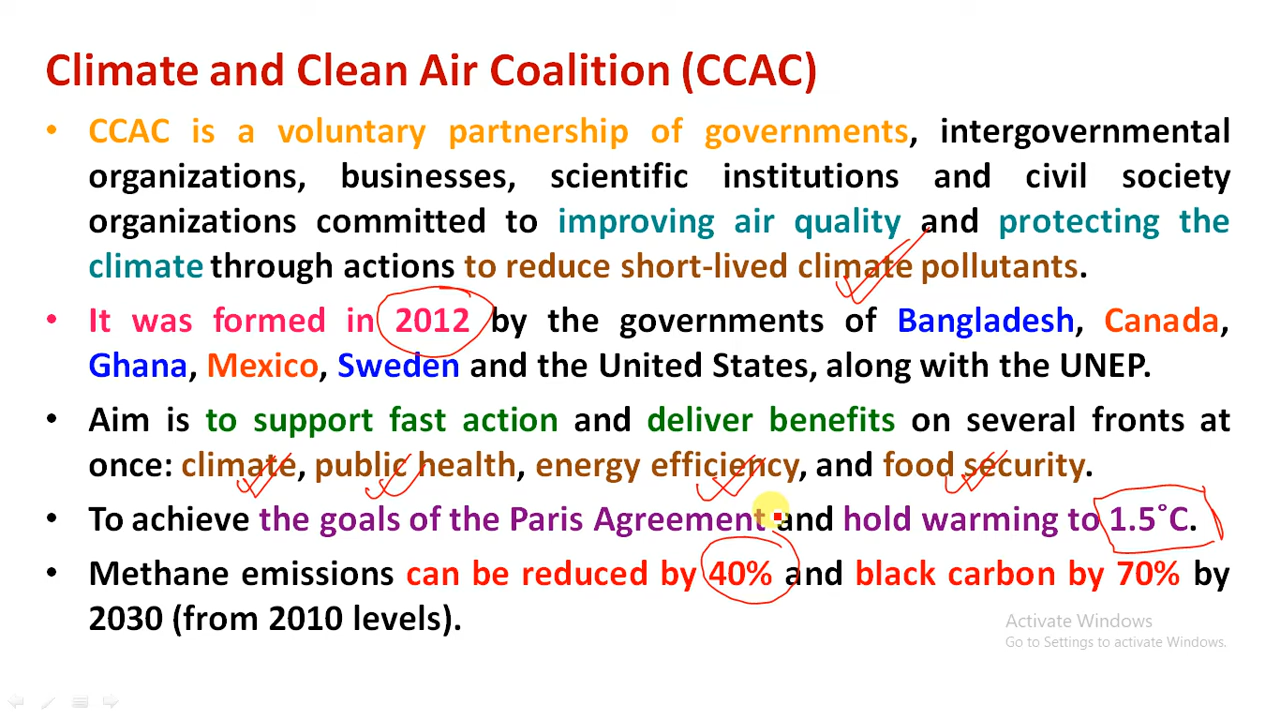 Climate and Clean Air Coalition (CCAC)
• CCAC is a voluntary partnership of governments, intergovernmental
organizations, businesses, scientific institutions and civil society
organizations committed to improving air quality and protecting the
climate through actions to reduce short-lived climate pollutants.
• It was formed in 2012 by the governments of Bangladesh, Canada,
Ghana, Mexico, Sweden and the United States, along with the UNEP.
• Aim is to support fast action and deliver benefits on several fronts at
once: climate, public health, energy efficiency, and food security.
• To achieve the goals of the Paris Agreement and hold warming to 1.5˚C.
• Methane emissions can be reduced by 40% and black carbon by 70% by
2030 (from 2010 levels).
Activate Windows
Go to Settings to activate Windows.